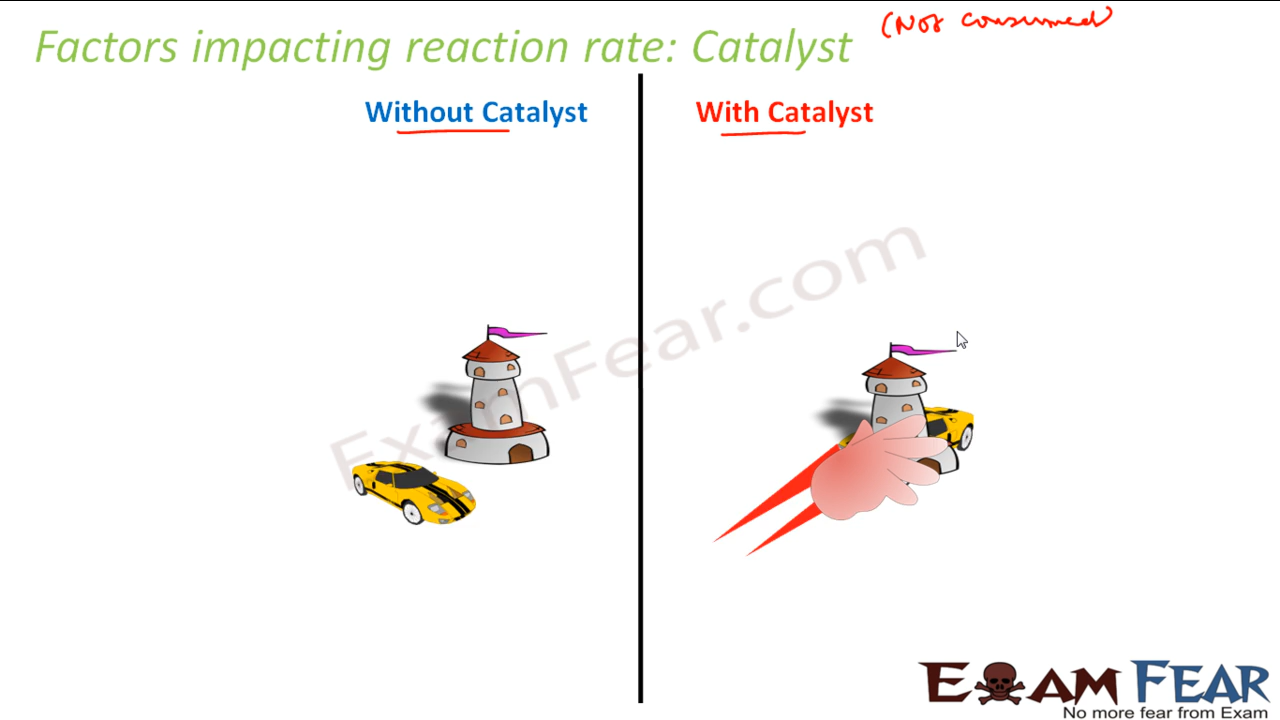 (Not consumed)
Factors impacting reaction rate: Catalyst
Without Catalyst
With Catalyst
ExamFear.com
EXAM FEAR
No more fear from Exam